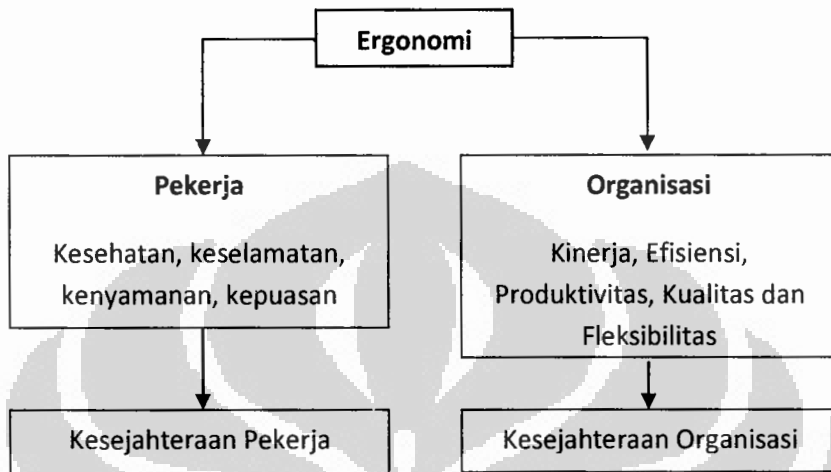 Ergonomi
Pekerja
Kesehatan, keselamatan,
kenyamanan, kepuasan
Organisasi
Kinerja, Efisiensi,
Produktivitas, Kualitas dan
Fleksibilitas
Kesejahteraan Pekerja
Kesejahteraan Organisasi